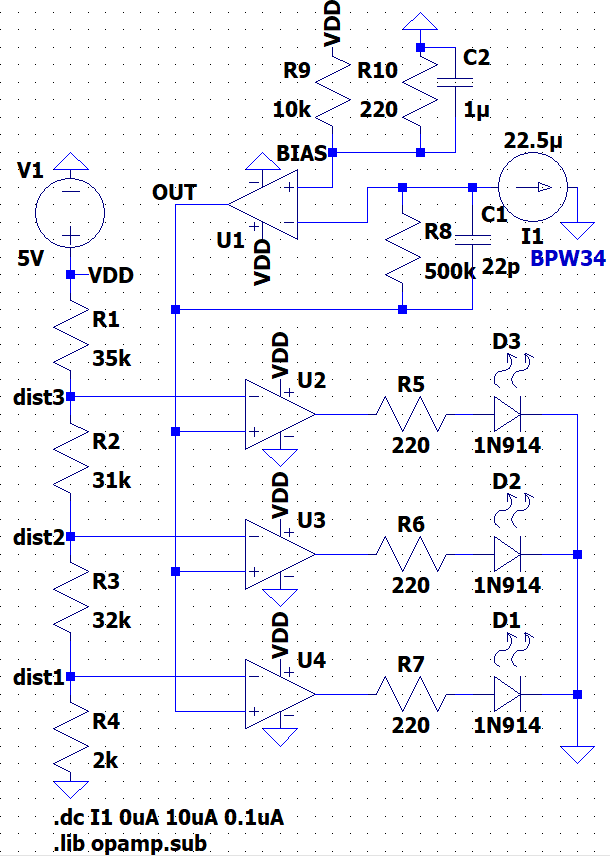 VDD
R9
10k
R10
220
C2
1µ
BIAS
V1
5V
VDD
OUT
U1
VDD
22.5µ
I1
BPW34
R8
500k
C1
22p
R1
35k
dist3
R2
31k
dist2
R3
32k
dist1
R4
2k
VDD
U2
R5
220
D3
1N914
VDD
U3
R6
220
D2
1N914
VDD
U4
R7
220
D1
1N914
.dc I1 0uA 10uA 0.1uA
.lib opamp.sub